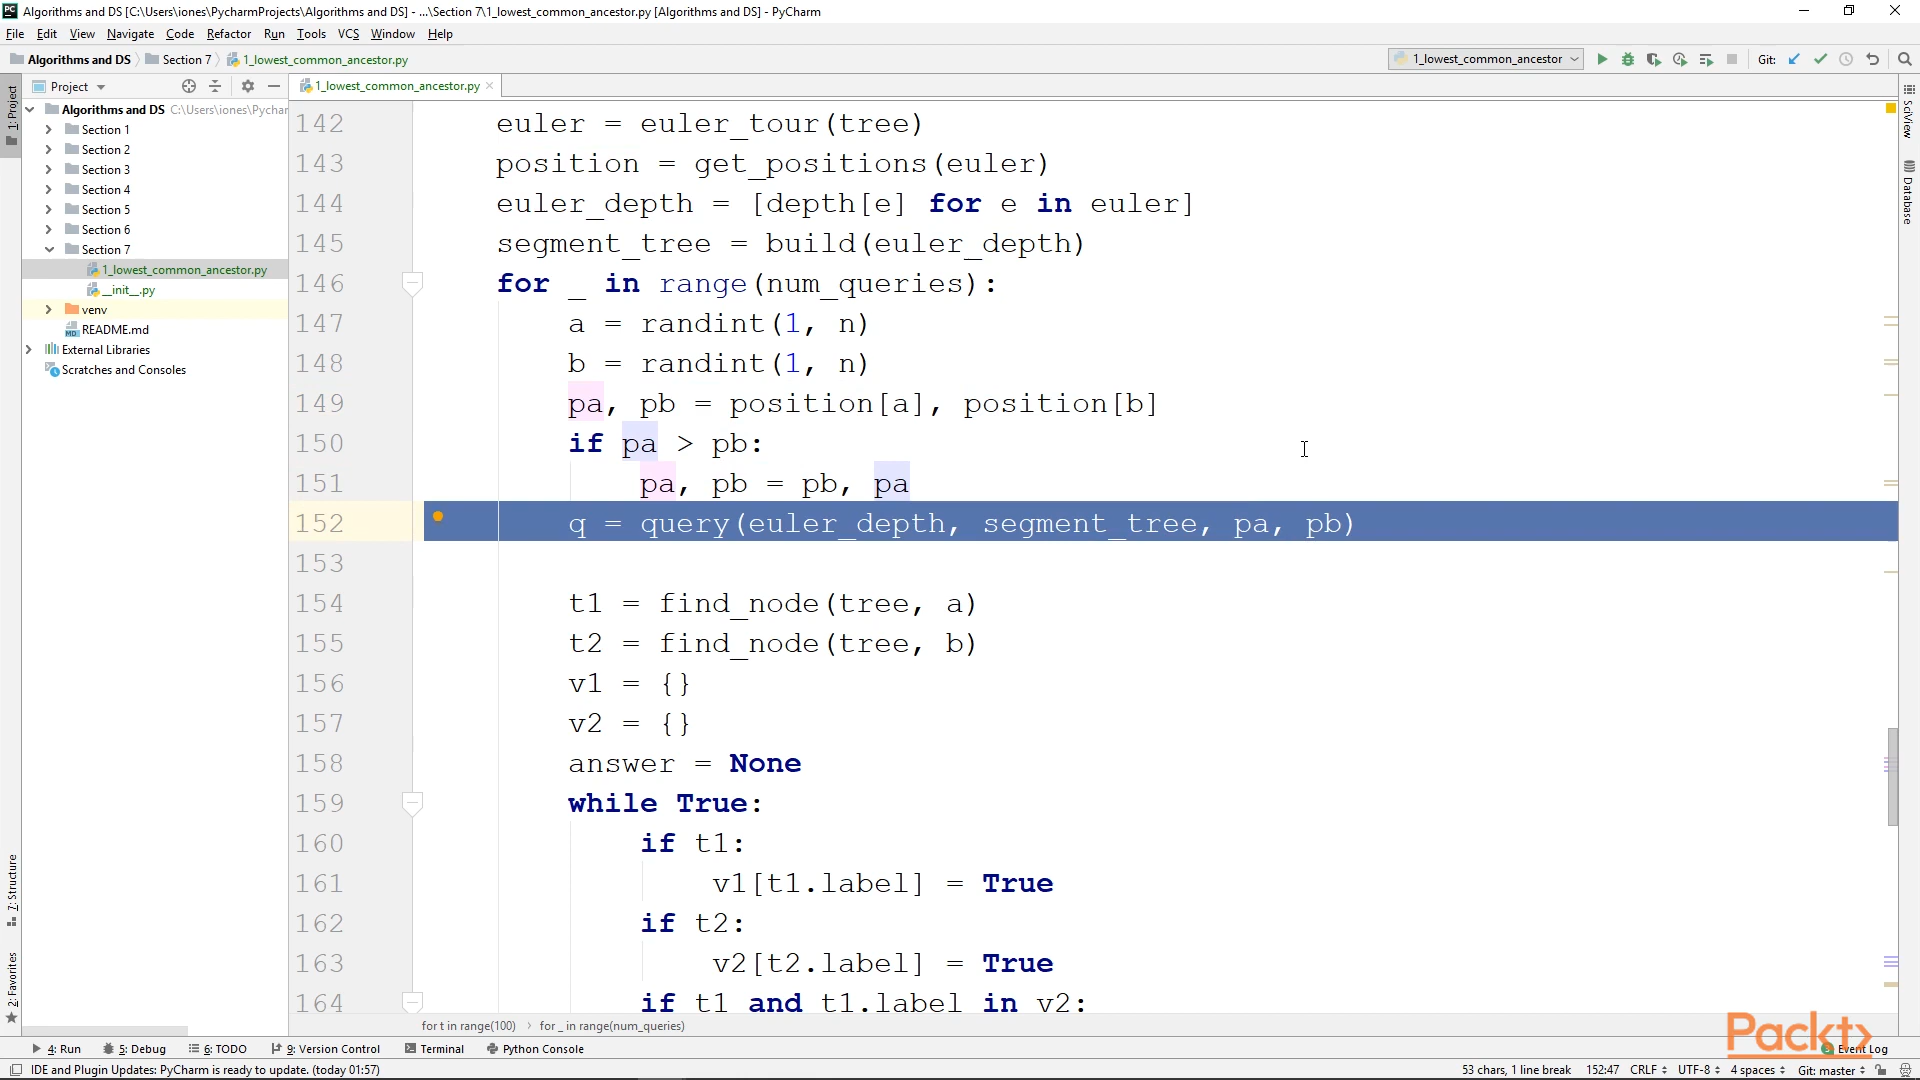 Algorithms and DS [C:\Users\iones\PycharmProjects\Algorithms and DS] - ...\Section 7\1_lowest_common_ancestor.py [Algorithms and DS] - PyCharm
File Edit View Navigate Code Refactor Run Tools VCS Window Help
Algorithms and DS Section 7 1_lowest_common_ancestor.py 1_lowest_common_ancestor Git:
Project 1_lowest_common_ancestor.py
1: Project
Algorithms and DS C:\Users\iones\Pychar
Section 1
Section 2
Section 3
Section 4
Section 5
Section 6
Section 7
1_lowest_common_ancestor.py
__init__.py
venv
README.md
External Libraries
Scratches and Consoles
7: Structure
2: Favorites
142 euler = euler_tour(tree)
143 position = get_positions(euler)
144 euler_depth = [depth[e] for e in euler]
145 segment_tree = build(euler_depth)
146 for _ in range(num_queries):
147 a = randint(1, n)
148 b = randint(1, n)
149 pa, pb = position[a], position[b]
150 if pa > pb:
151 pa, pb = pb, pa
152 q = query(euler_depth, segment_tree, pa, pb)
153
154 t1 = find_node(tree, a)
155 t2 = find_node(tree, b)
156 v1 = {}
157 v2 = {}
158 answer = None
159 while True:
160 if t1:
161 v1[t1.label] = True
162 if t2:
163 v2[t2.label] = True
164 if t1 and t1.label in v2:
SciView
Database
for t in range(100) › for _ in range(num_queries)
Packt>
4: Run 5: Debug 6: TODO 9: Version Control Terminal Python Console Event Log
IDE and Plugin Updates: PyCharm is ready to update. (today 01:57) 53 chars, 1 line break 152:47 CRLF UTF-8 4 spaces Git: master